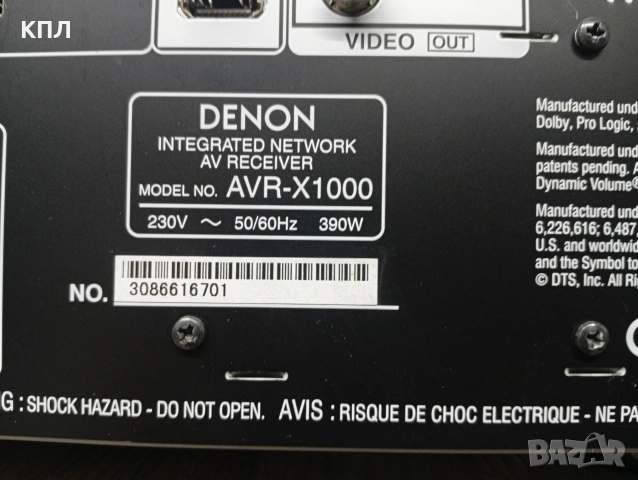 КПЛ
VIDEO OUT
DENON
INTEGRATED NETWORK
AV RECEIVER
MODEL NO. AVR-X1000
230V ～ 50/60Hz 390W
NO. 3086616701
Manufactured und
Dolby, Pro Logic,
Manufactured und
patents pending. A
Dynamic Volume®
Manufactured und
6,226,616; 6,487,
U.S. and worldwid
and the Symbol to
© DTS, Inc. All Ri
G : SHOCK HAZARD - DO NOT OPEN. AVIS : RISQUE DE CHOC ELECTRIQUE - NE PA
BAZAR